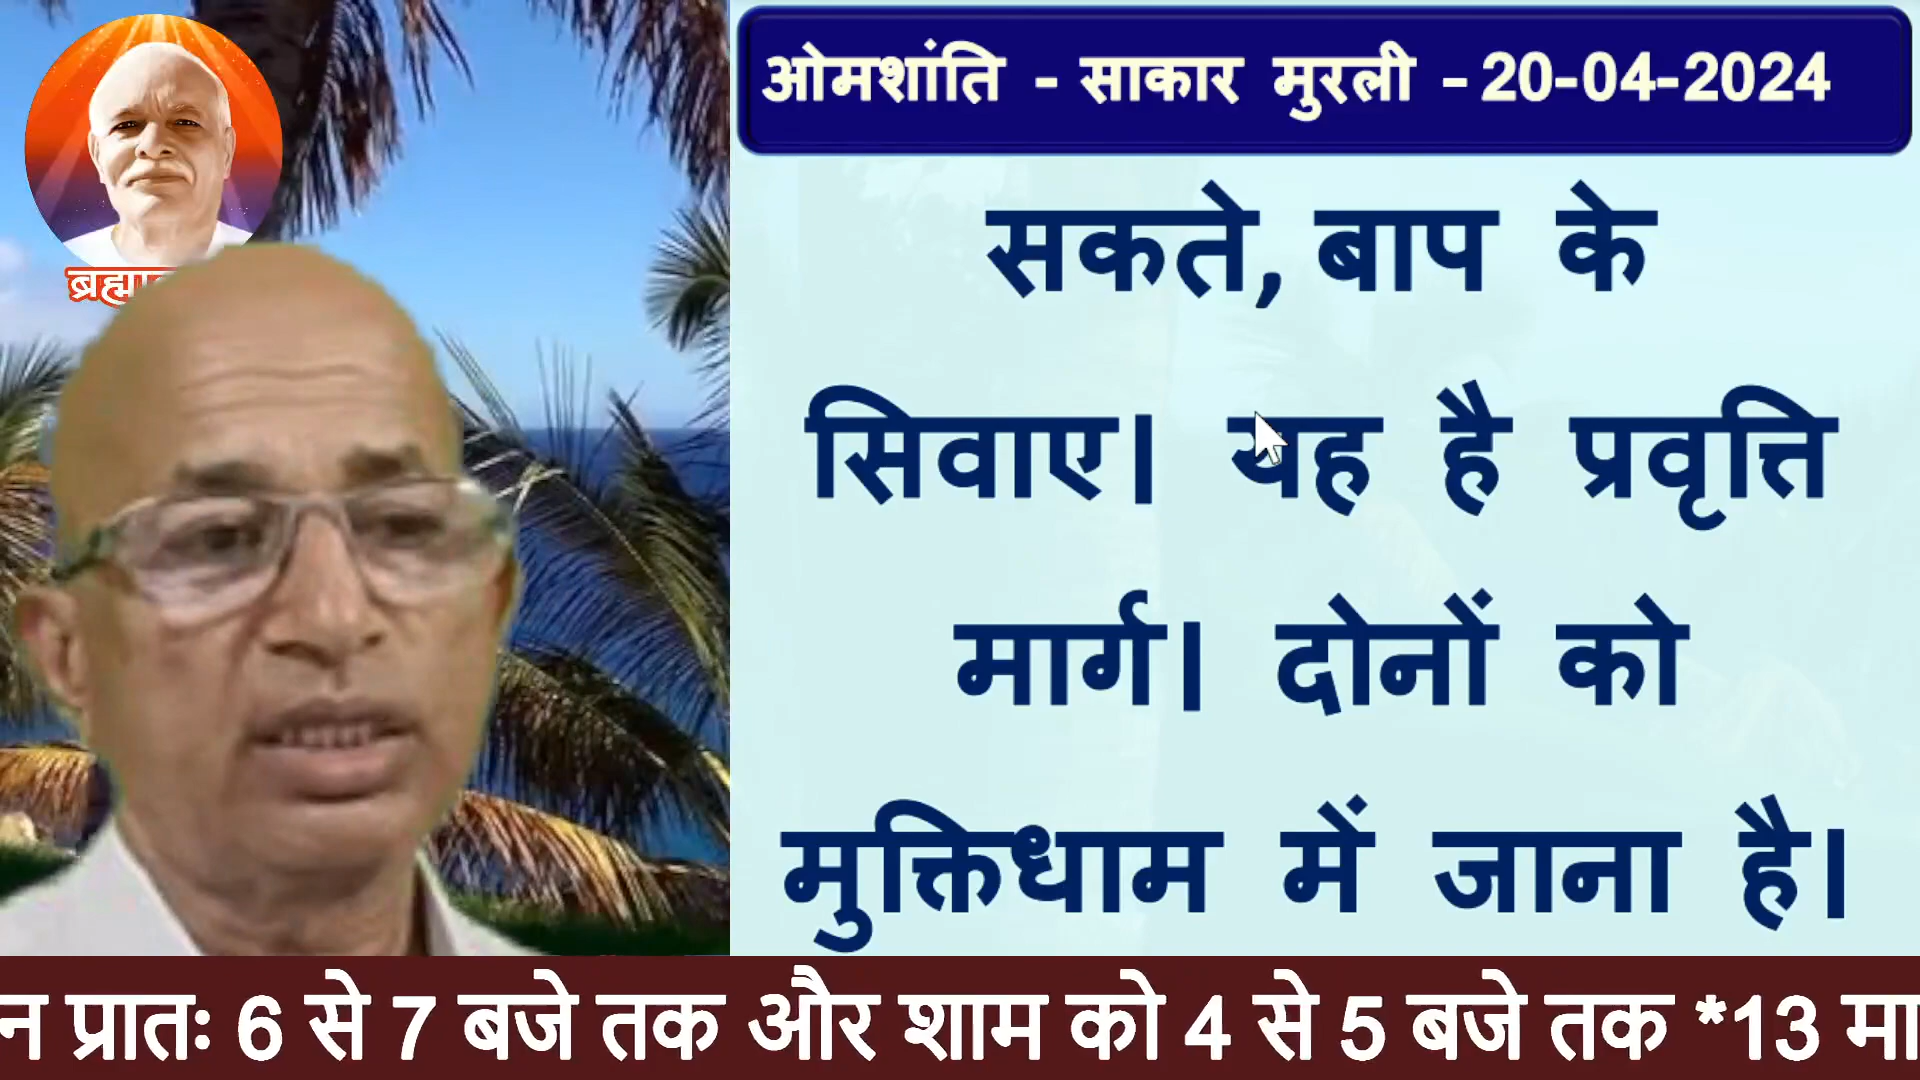 ओमशांति - साकार मुरली - 20-04-2024
सकते, बाप के
सिवाए। यह है प्रवृत्ति
मार्ग। दोनों को
मुक्तिधाम में जाना है।
न प्रातः 6 से 7 बजे तक और शाम को 4 से 5 बजे तक *13 मा